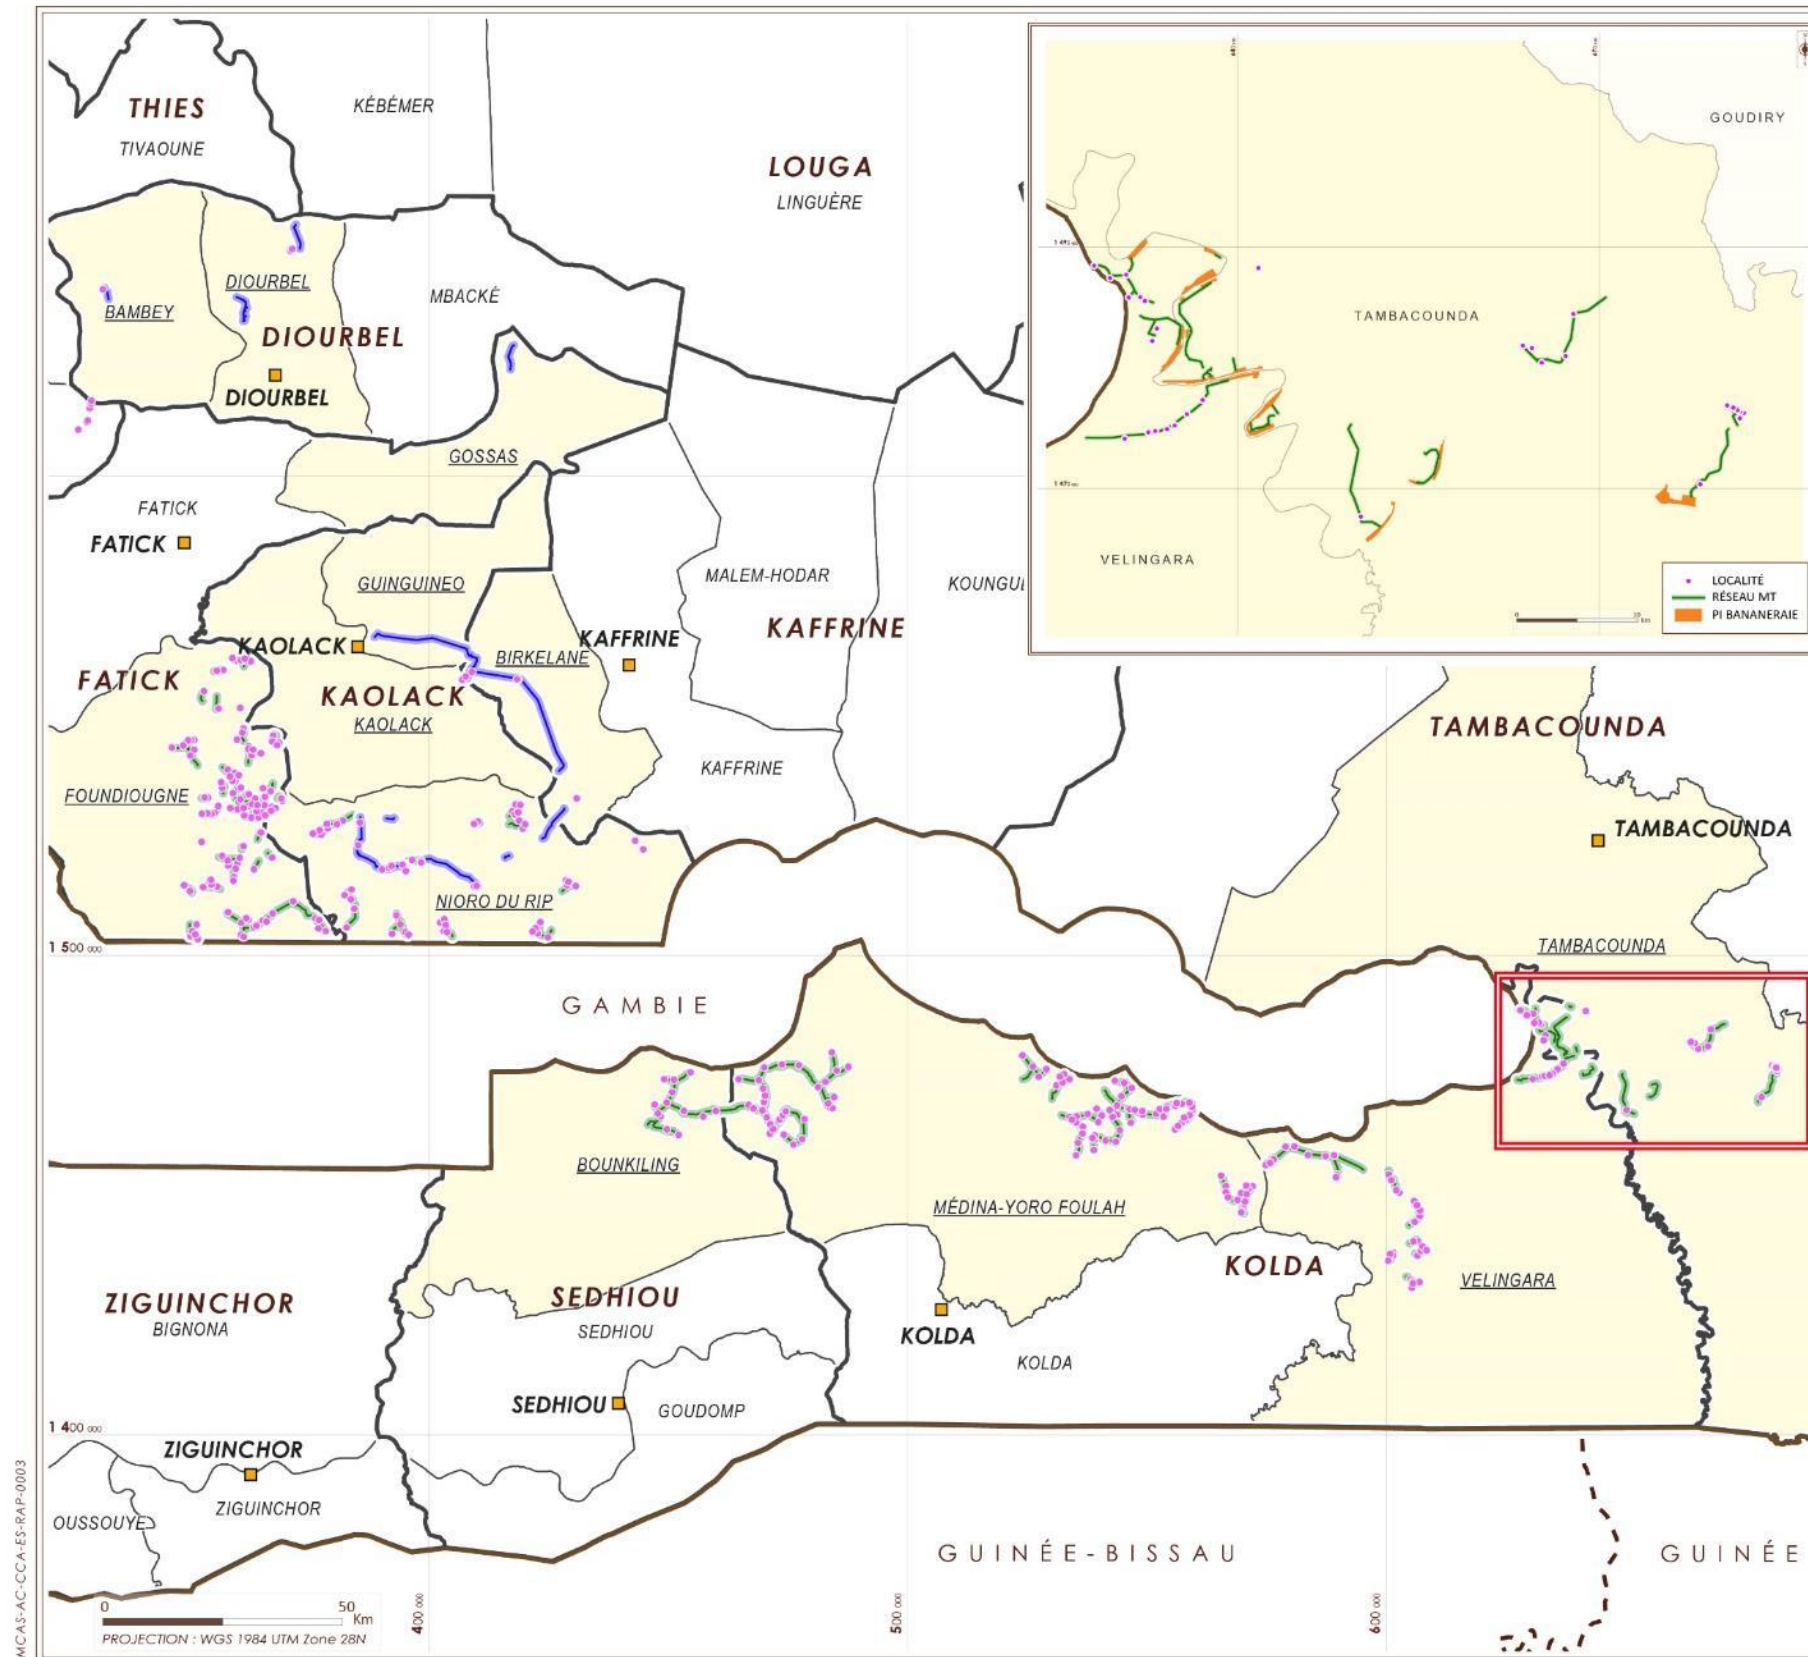 THIES
TIVAOUNE
KÉBÉMER
LOUGA
LINGUÈRE
DIOURBEL
BAMBEY
MBACKÉ
DIOURBEL
DIOURBEL
GOSSAS
FATICK
FATICK
GUINGUINEO
MALEM-HODAR
KOUNGUE
KAFFRINE
KAOLACK
KAFFRINE
BIRKELANE
FATICK
KAOLACK
KAOLACK
KAFFRINE
FOUNDIOUGNE
NIORO DU RIP
GOUDIRY
TAMBACOUNDA
VELINGARA
LOCALITÉ
RÉSEAU MT
PI BANANERAIE
TAMBACOUNDA
TAMBACOUNDA
TAMBACOUNDA
1 500 000
GAMBIE
BOUNKILING
MÉDINA-YORO FOULAH
KOLDA
VELINGARA
ZIGUINCHOR
BIGNONA
SEDHIOU
SEDHIOU
KOLDA
KOLDA
SEDHIOU
GOUDOMP
1 400 000
ZIGUINCHOR
ZIGUINCHOR
OUSSOUYE
GUINÉE-BISSAU
GUINÉE
0 50
Km
PROJECTION : WGS 1984 UTM Zone 28N
400 000
500 000
600 000
MCAS-AC-CCA-ES-RAP-0003